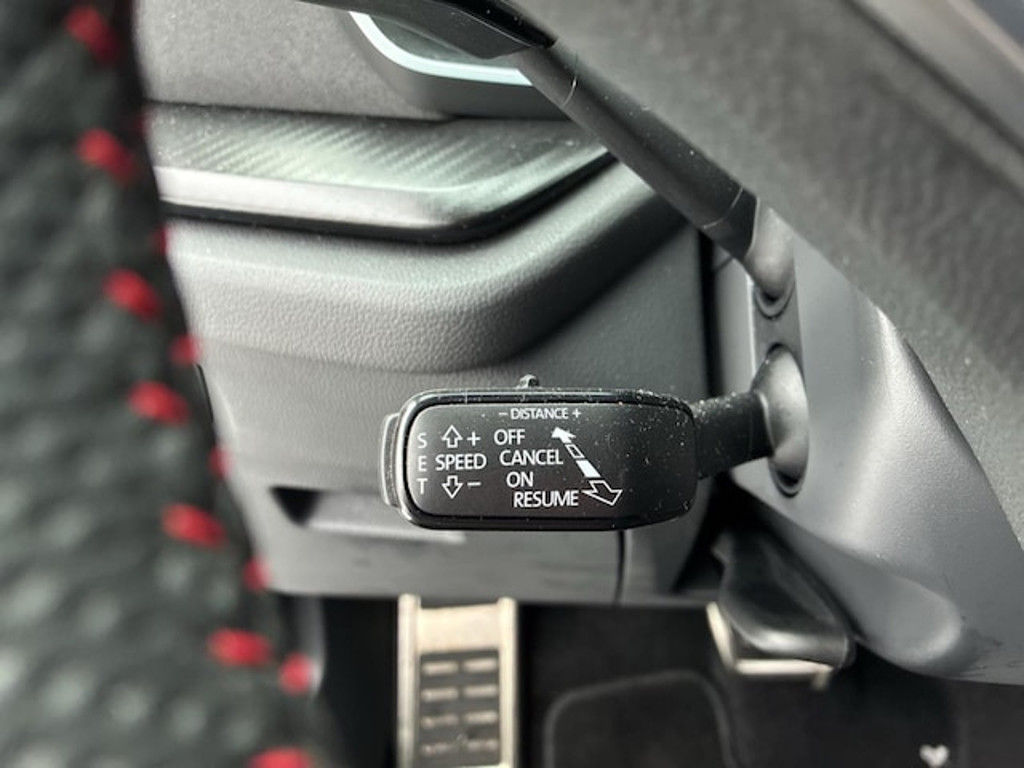 − DISTANCE +
S + OFF
E SPEED CANCEL
T − ON
RESUME